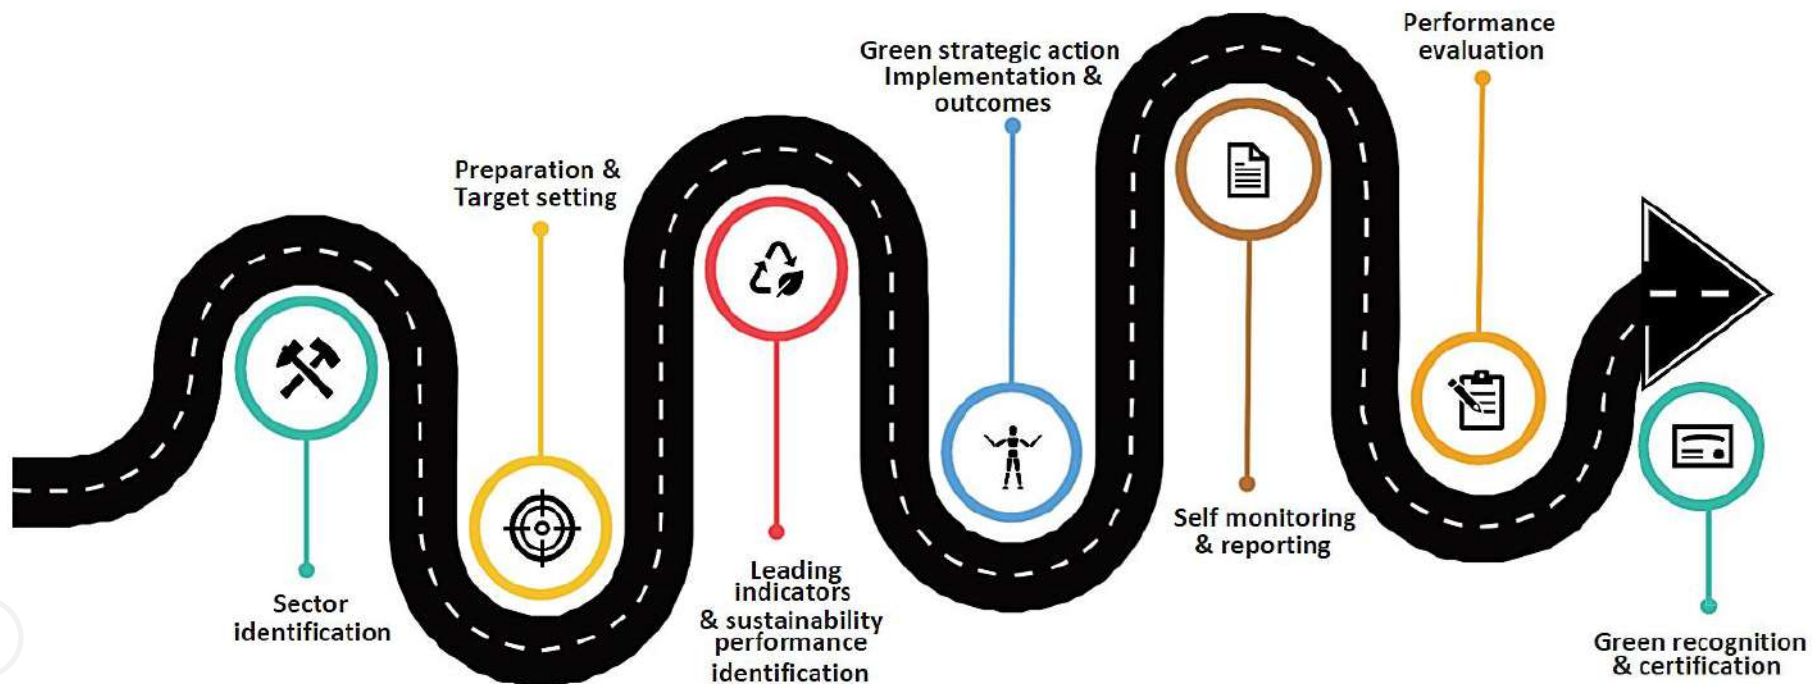 Sector
identification
Preparation &
Target setting
Leading
indicators
& sustainability
performance
identification
Green strategic action
Implementation &
outcomes
Self monitoring
& reporting
Performance
evaluation
Green recognition
& certification